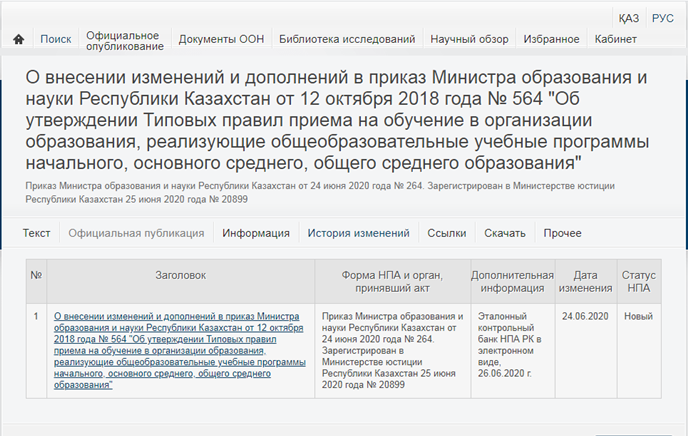 ҚАЗ РУС
Поиск Официальное опубликование Документы ООН Библиотека исследований Научный обзор Избранное Кабинет
О внесении изменений и дополнений в приказ Министра образования и
науки Республики Казахстан от 12 октября 2018 года № 564 "Об
утверждении Типовых правил приема на обучение в организации
образования, реализующие общеобразовательные учебные программы
начального, основного среднего, общего среднего образования"
Приказ Министра образования и науки Республики Казахстан от 24 июня 2020 года № 264. Зарегистрирован в Министерстве юстиции
Республики Казахстан 25 июня 2020 года № 20899
Текст Официальная публикация Информация История изменений Ссылки Скачать Прочее
№
Заголовок
Форма НПА и орган,
принявший акт
Дополнительная
информация
Дата
изменения
Статус
НПА
1
О внесении изменений и дополнений в приказ Министра
образования и науки Республики Казахстан от 12 октября
2018 года № 564 "Об утверждении Типовых правил
приема на обучение в организации образования,
реализующие общеобразовательные учебные программы
начального, основного среднего, общего среднего
образования"
Приказ Министра образования и
науки Республики Казахстан от
24 июня 2020 года № 264.
Зарегистрирован в
Министерстве юстиции
Республики Казахстан 25 июня
2020 года № 20899
Эталонный
контрольный
банк НПА РК в
электронном
виде,
26.06.2020 г.
24.06.2020
Новый